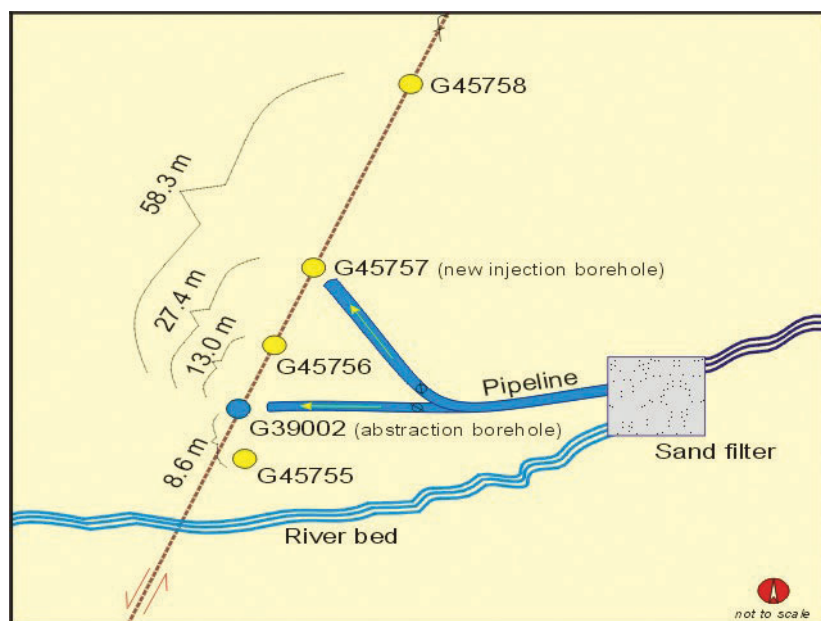 G45758
58.3 m
G45757 (new injection borehole)
27.4 m
13.0 m
G45756
Pipeline
G39002 (abstraction borehole)
Sand filter
8.6 m
G45755
River bed
not to scale